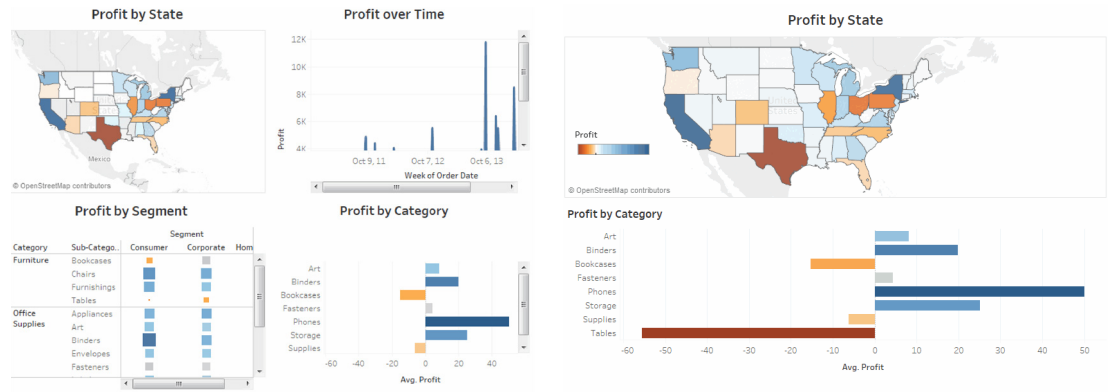 Profit by State
Mexico
© OpenStreetMap contributors
Profit over Time
12K
10K
8K
6K
4K
Profit
Oct 9, 11
Oct 7, 12
Oct 6, 13
Week of Order Date
Profit by Segment
Segment
Category
Sub-Catego..
Consumer
Corporate
Hom
Furniture
Bookcases
Chairs
Furnishings
Tables
Office
Supplies
Appliances
Art
Binders
Envelopes
Fasteners
Profit by Category
Art
Binders
Bookcases
Fasteners
Phones
Storage
Supplies
-60
-40
-20
0
20
40
Avg. Profit
Profit by State
Profit
© OpenStreetMap contributors
Profit by Category
Art
Binders
Bookcases
Fasteners
Phones
Storage
Supplies
Tables
-60
-50
-40
-30
-20
-10
0
10
20
30
40
50
Avg. Profit